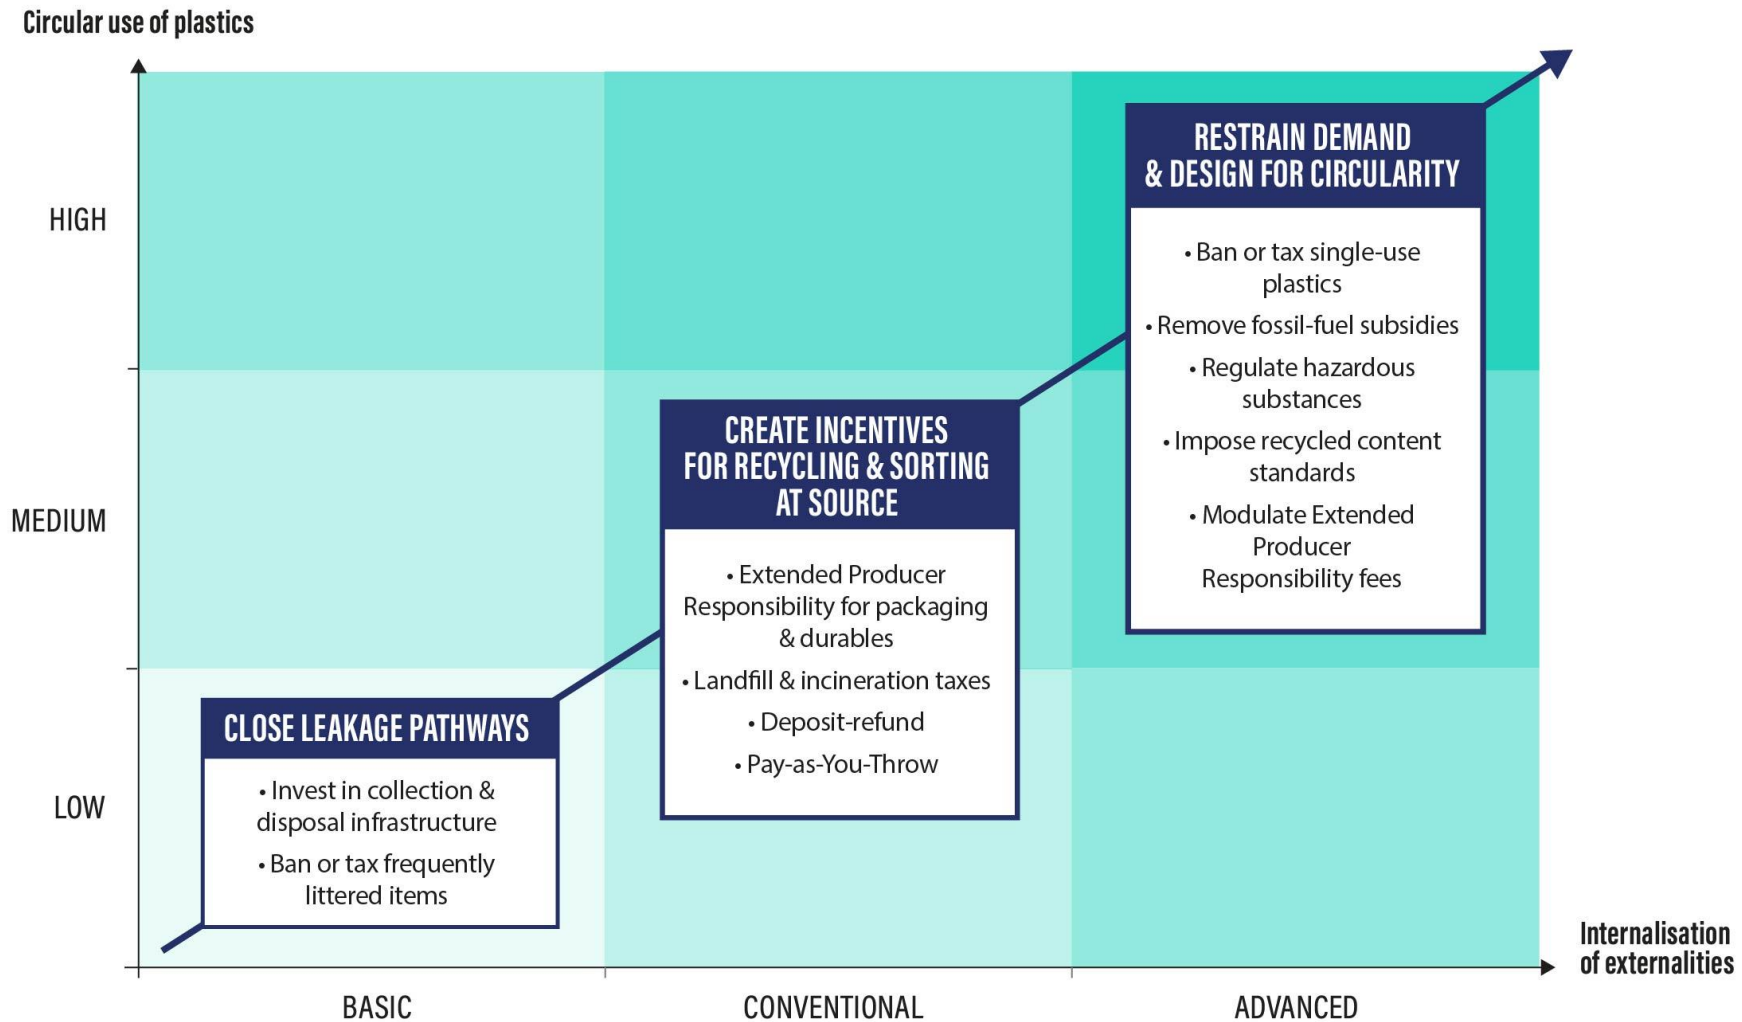 Circular use of plastics
HIGH
MEDIUM
LOW
RESTRAIN DEMAND
& DESIGN FOR CIRCULARITY
• Ban or tax single-use
plastics
• Remove fossil-fuel subsidies
• Regulate hazardous
substances
• Impose recycled content
standards
• Modulate Extended
Producer
Responsibility fees
CREATE INCENTIVES
FOR RECYCLING & SORTING
AT SOURCE
• Extended Producer
Responsibility for packaging
& durables
• Landfill & incineration taxes
• Deposit-refund
• Pay-as-You-Throw
CLOSE LEAKAGE PATHWAYS
• Invest in collection &
disposal infrastructure
• Ban or tax frequently
littered items
Internalisation
of externalities
BASIC
CONVENTIONAL
ADVANCED